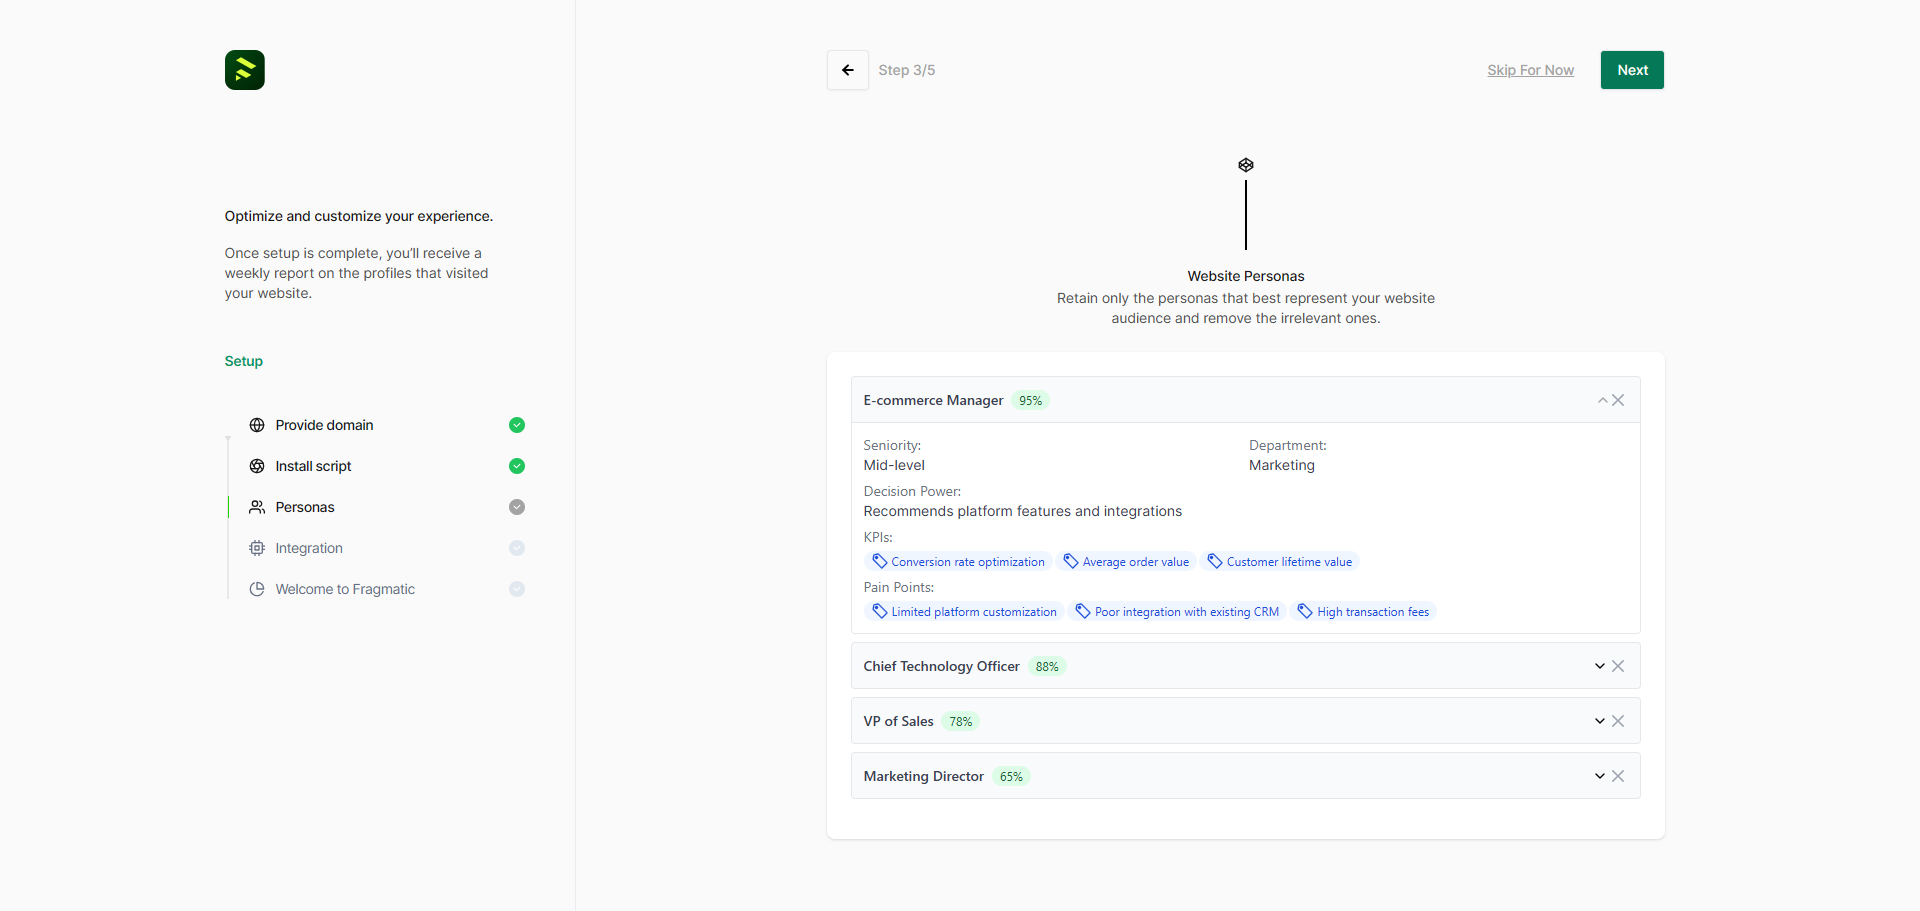 Step 3/5
Skip For Now
Next
Optimize and customize your experience.
Once setup is complete, you'll receive a
weekly report on the profiles that visited
your website.
Setup
Provide domain
Install script
Personas
Integration
Welcome to Fragmatic
Website Personas
Retain only the personas that best represent your website
audience and remove the irrelevant ones.
E-commerce Manager 95%
Seniority:
Mid-level
Department:
Marketing
Decision Power:
Recommends platform features and integrations
KPIs:
Conversion rate optimization Average order value Customer lifetime value
Pain Points:
Limited platform customization Poor integration with existing CRM High transaction fees
Chief Technology Officer 88%
VP of Sales 78%
Marketing Director 65%